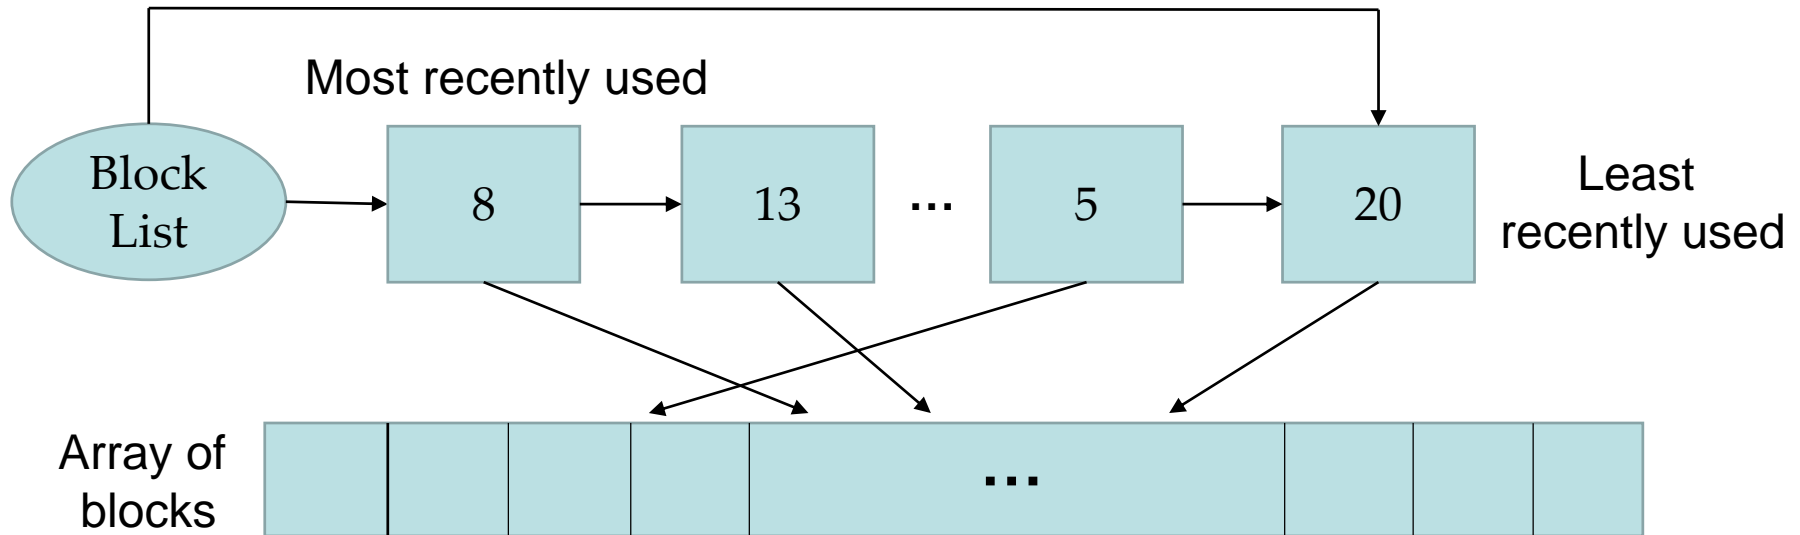 Most recently used
Block
List
8
13
...
5
20
Least
recently used
Array of
blocks
...